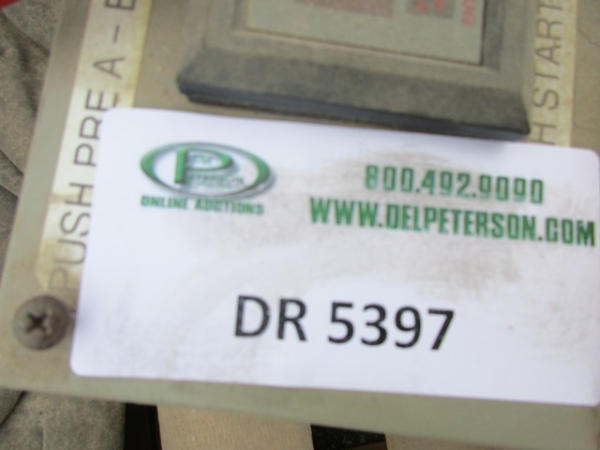 PUSH PRE A - B
H START
ONLINE AUCTIONS
800.492.9090
WWW.DELPETERSON.COM
DR 5397